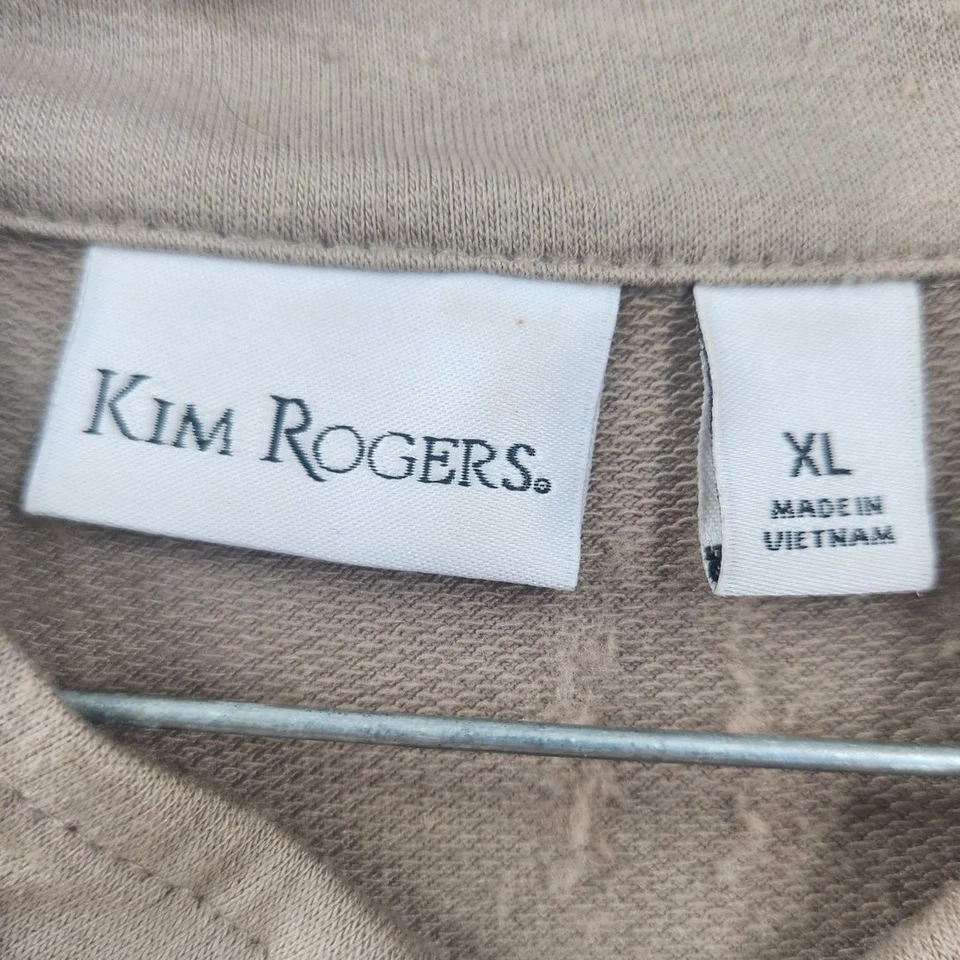 KIM ROGERS®
XL
MADE IN
VIETNAM